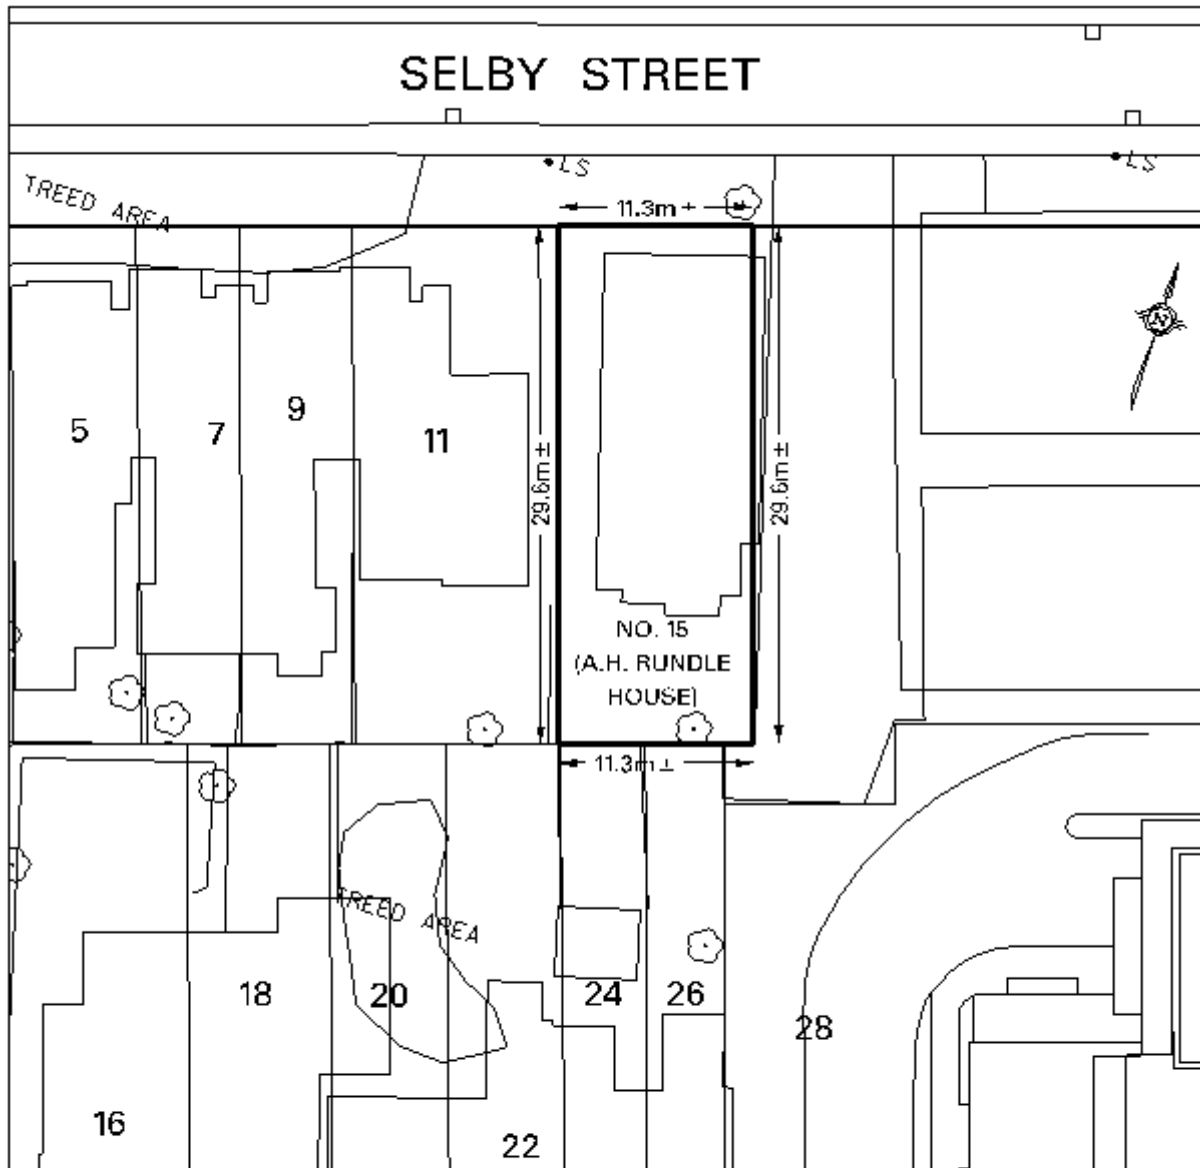 SELBY STREET
LS
LS
TREED AREA
11.3m ±
N
5
7
9
11
29.6m ±
29.6m ±
NO. 15
(A.H. RUNDLE
HOUSE)
11.3m ±
TREED AREA
18
20
24
26
28
16
22